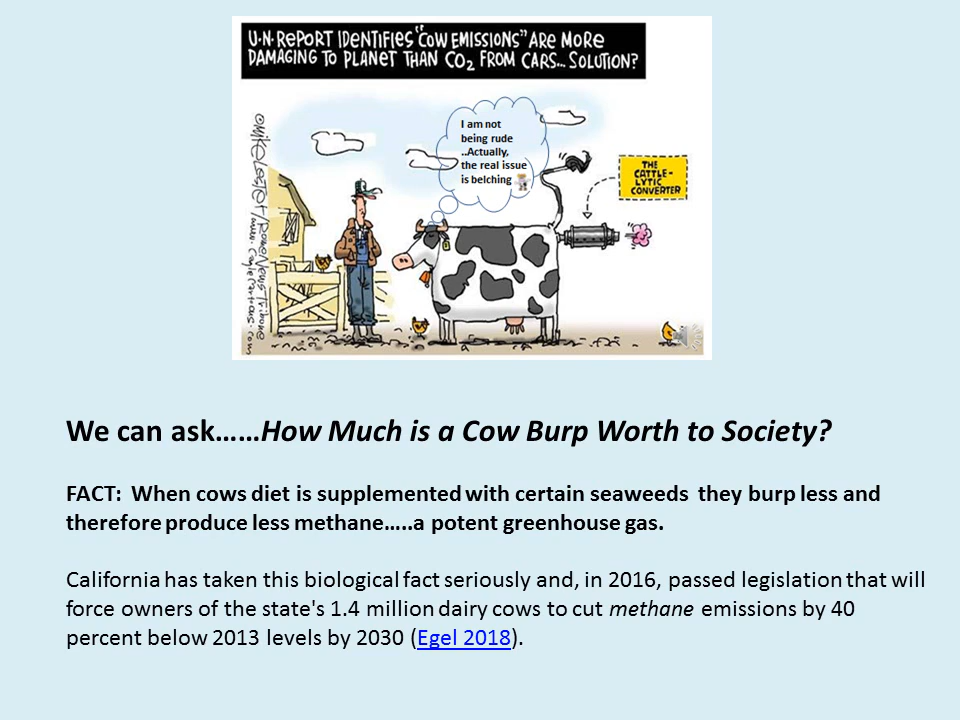 U.N. REPORT IDENTIFIES "COW EMISSIONS" ARE MORE
DAMAGING TO PLANET THAN CO2 FROM CARS... SOLUTION?
I am not
being rude
..Actually,
the real issue
is belching
THE
CATTLE-
LYTIC
CONVERTER
We can ask……How Much is a Cow Burp Worth to Society?
FACT:  When cows diet is supplemented with certain seaweeds  they burp less and
therefore produce less methane…..a potent greenhouse gas.
California has taken this biological fact seriously and, in 2016, passed legislation that will
force owners of the state's 1.4 million dairy cows to cut methane emissions by 40
percent below 2013 levels by 2030 (Egel 2018).